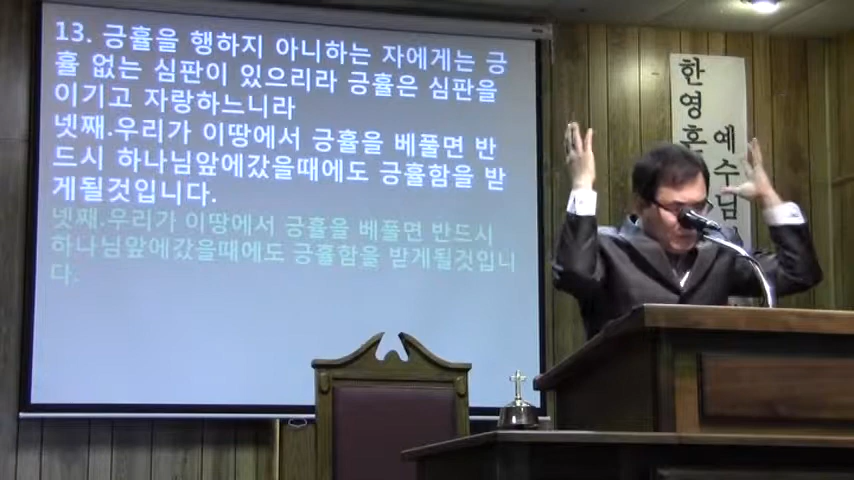 13. 긍휼을 행하지 아니하는 자에게는 긍
휼 없는 심판이 있으리라 긍휼은 심판을
이기고 자랑하느니라
넷째.우리가 이땅에서 긍휼을 베풀면 반
드시 하나님앞에갔을때에도 긍휼함을 받
게될것입니다.
넷째.우리가 이땅에서 긍휼을 베풀면 반드시
하나님앞에갔을때에도 긍휼함을 받게될것입니
다.
한영혼
예수님